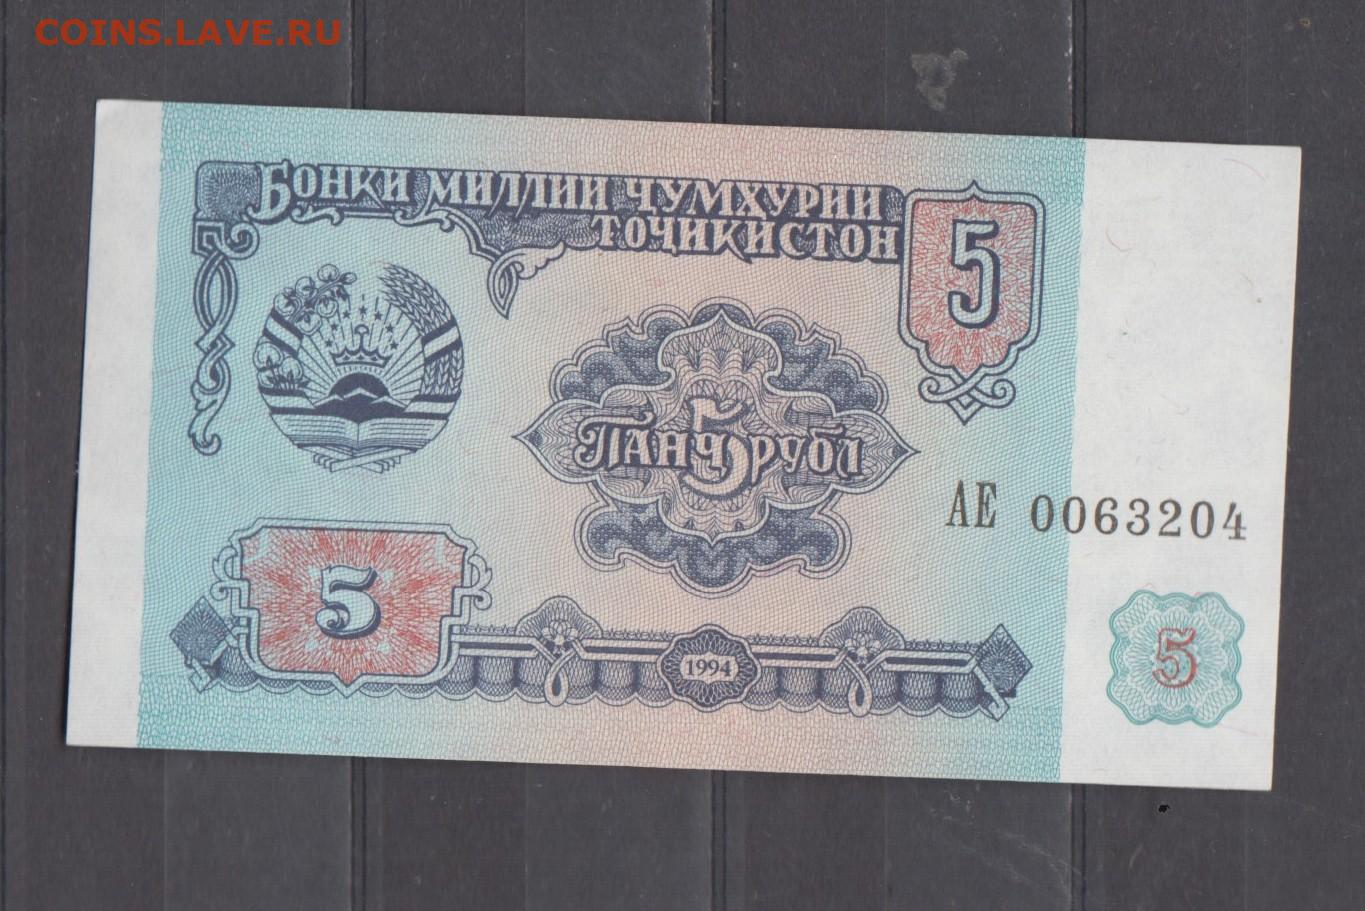 COINS.LAVE.RU
БОНКИ МИЛЛИИ ҶУМҲУРИИ
ТОҶИКИСТОН
5
5
ПАНҶ РУБЛ
АЕ 0063204
5
1994
5